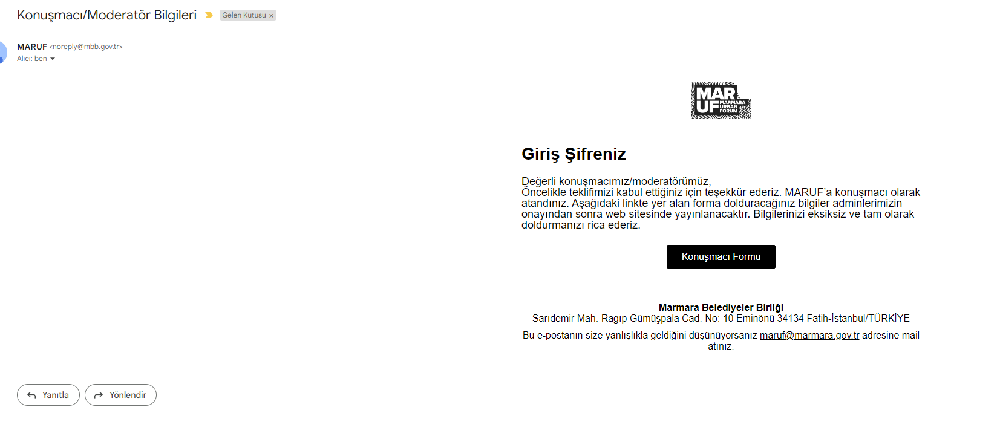 Konuşmacı/Moderatör Bilgileri
Gelen Kutusu ×
MARUF <noreply@mbb.gov.tr>
Alıcı: ben
MAR
UF
MARMARA
URBAN
FORUM
Giriş Şifreniz
Değerli konuşmacımız/moderatörümüz,
Öncelikle teklifimizi kabul ettiğiniz için teşekkür ederiz. MARUF’a konuşmacı olarak
atandınız. Aşağıdaki linkte yer alan forma dolduracağınız bilgiler adminlerimizin
onayından sonra web sitesinde yayınlanacaktır. Bilgilerinizi eksiksiz ve tam olarak
doldurmanızı rica ederiz.
Konuşmacı Formu
Marmara Belediyeler Birliği
Sarıdemir Mah. Ragıp Gümüşpala Cad. No: 10 Eminönü 34134 Fatih-İstanbul/TÜRKİYE
Bu e-postanın size yanlışlıkla geldiğini düşünüyorsanız maruf@marmara.gov.tr adresine mail
atınız.
Yanıtla
Yönlendir